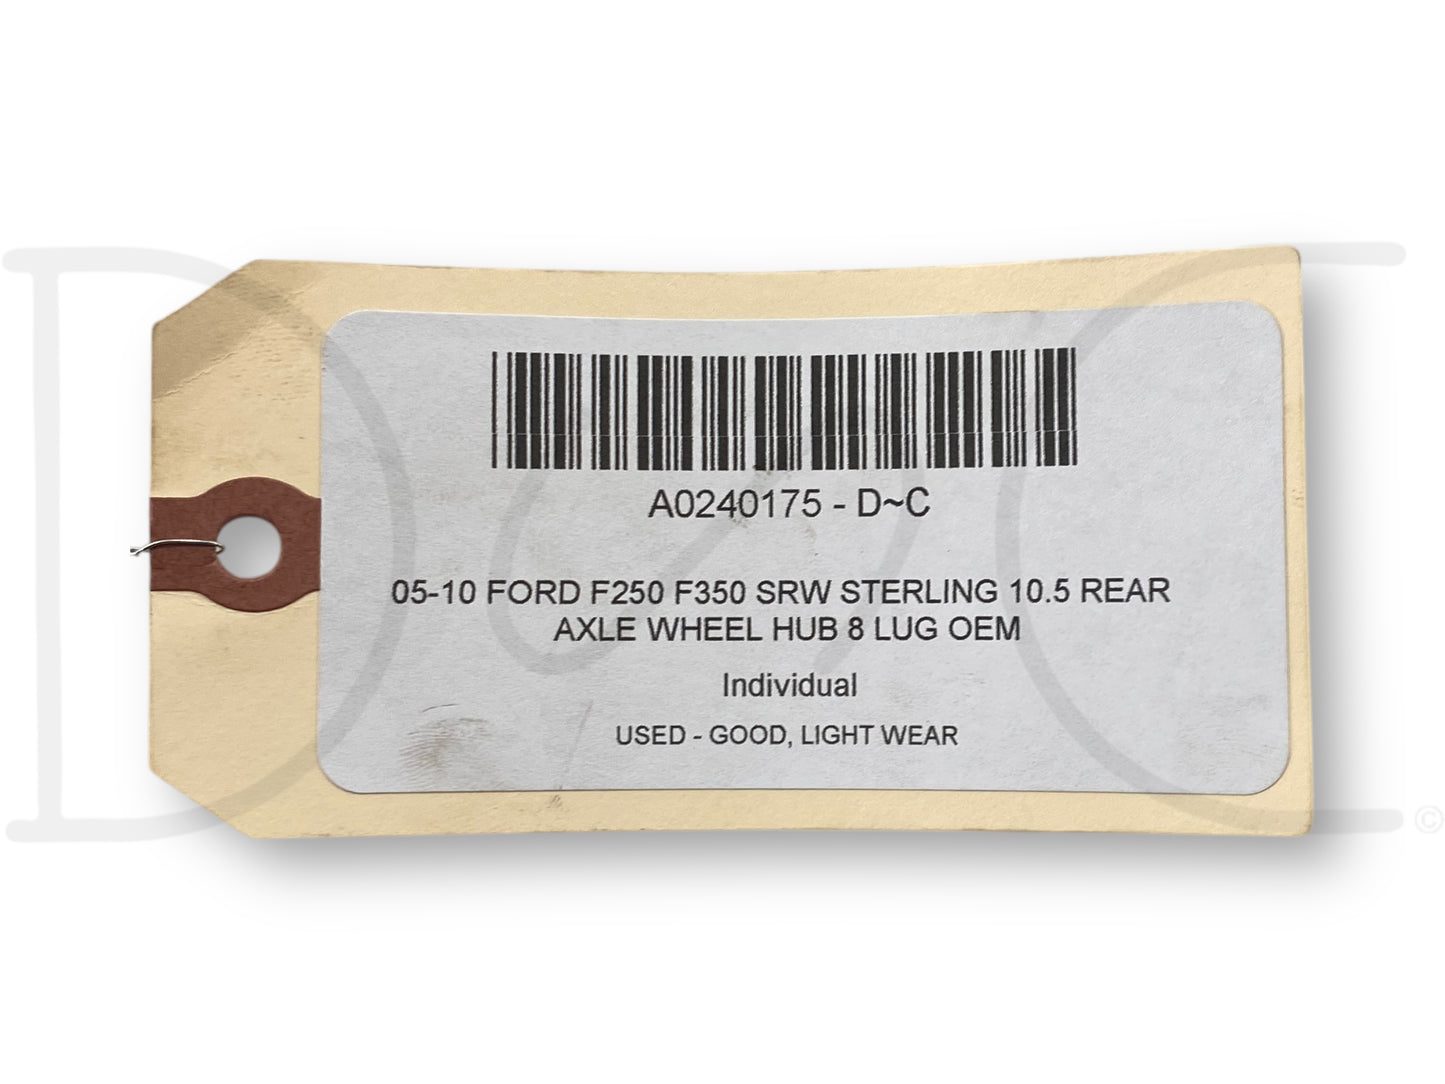 A0240175 - D~C
05-10 FORD F250 F350 SRW STERLING 10.5 REAR
AXLE WHEEL HUB 8 LUG OEM
Individual
USED - GOOD, LIGHT WEAR
©